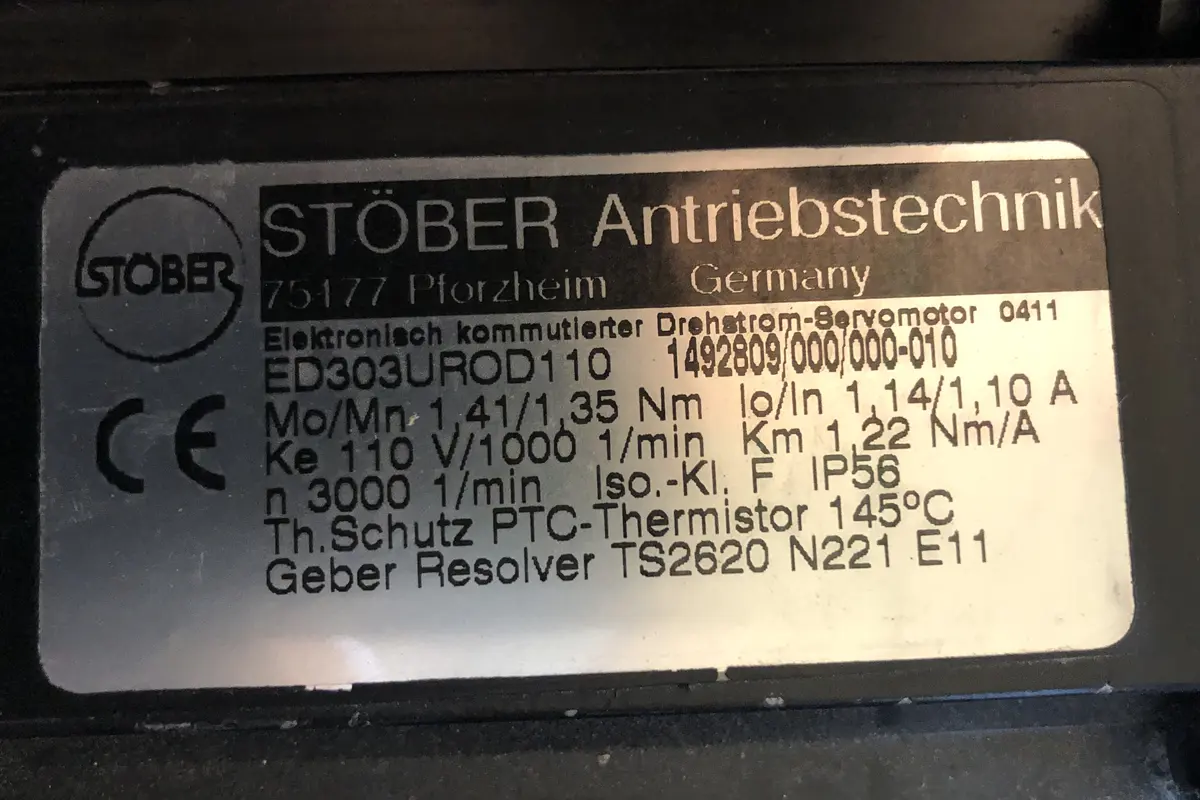 STÖBER
STÖBER Antriebstechnik
75177 Pforzheim Germany
Elektronisch kommutierter Drehstrom-Servomotor 0411
ED303UROD110 1492809/000/000-010
CE
Mo/Mn 1,41/1,35 Nm Io/In 1,14/1,10 A
Ke 110 V/1000 1/min Km 1,22 Nm/A
n 3000 1/min Iso.-Kl. F IP56
Th.Schutz PTC-Thermistor 145°C
Geber Resolver TS2620 N221 E11